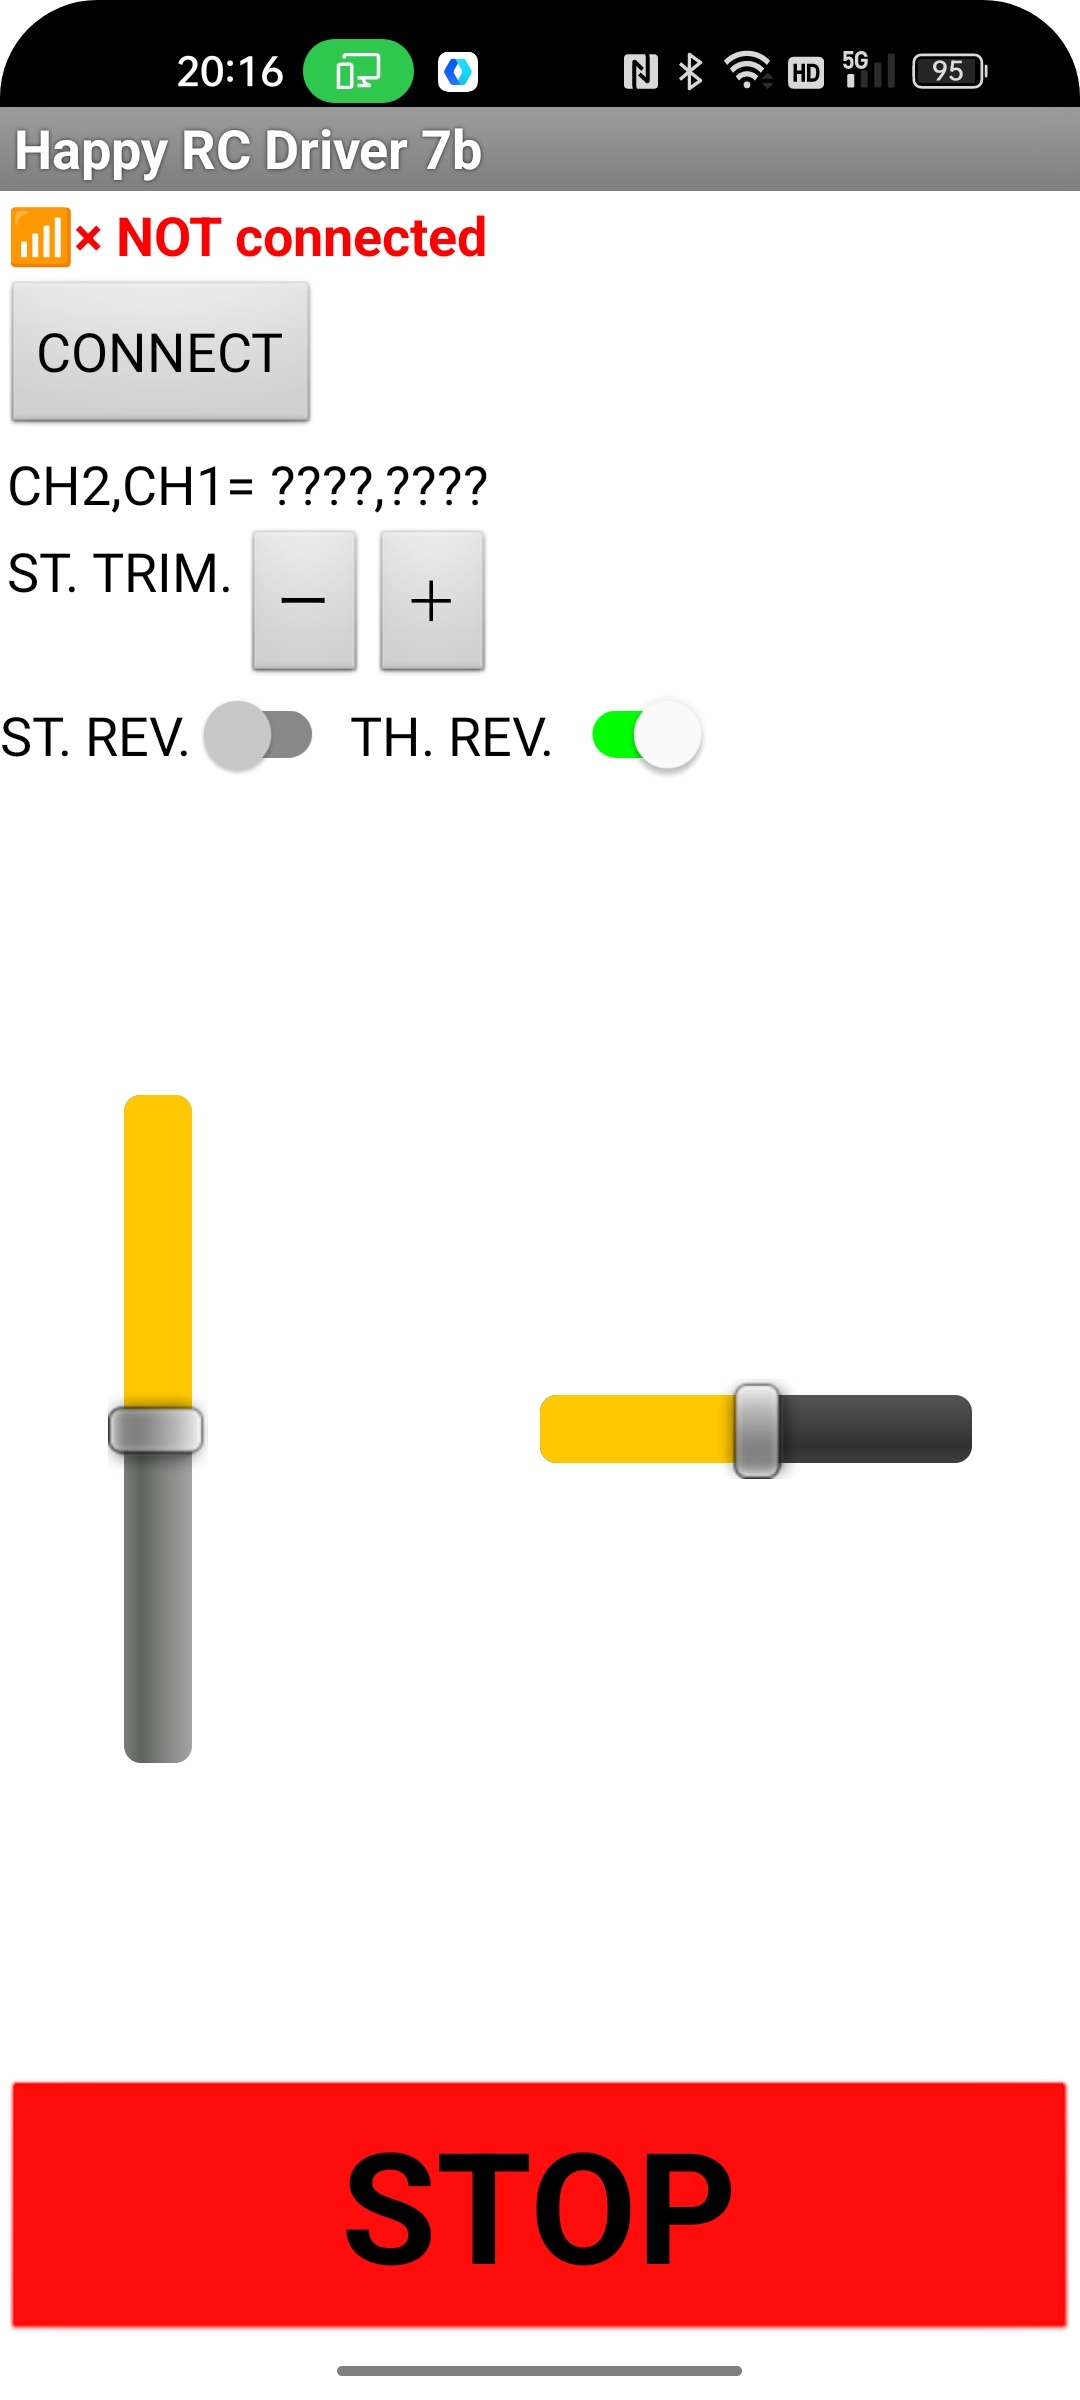 20:16 HD 5G 95
Happy RC Driver 7b
📶× NOT connected
CONNECT
CH2,CH1= ????,????
ST. TRIM. — +
ST. REV. TH. REV.
STOP